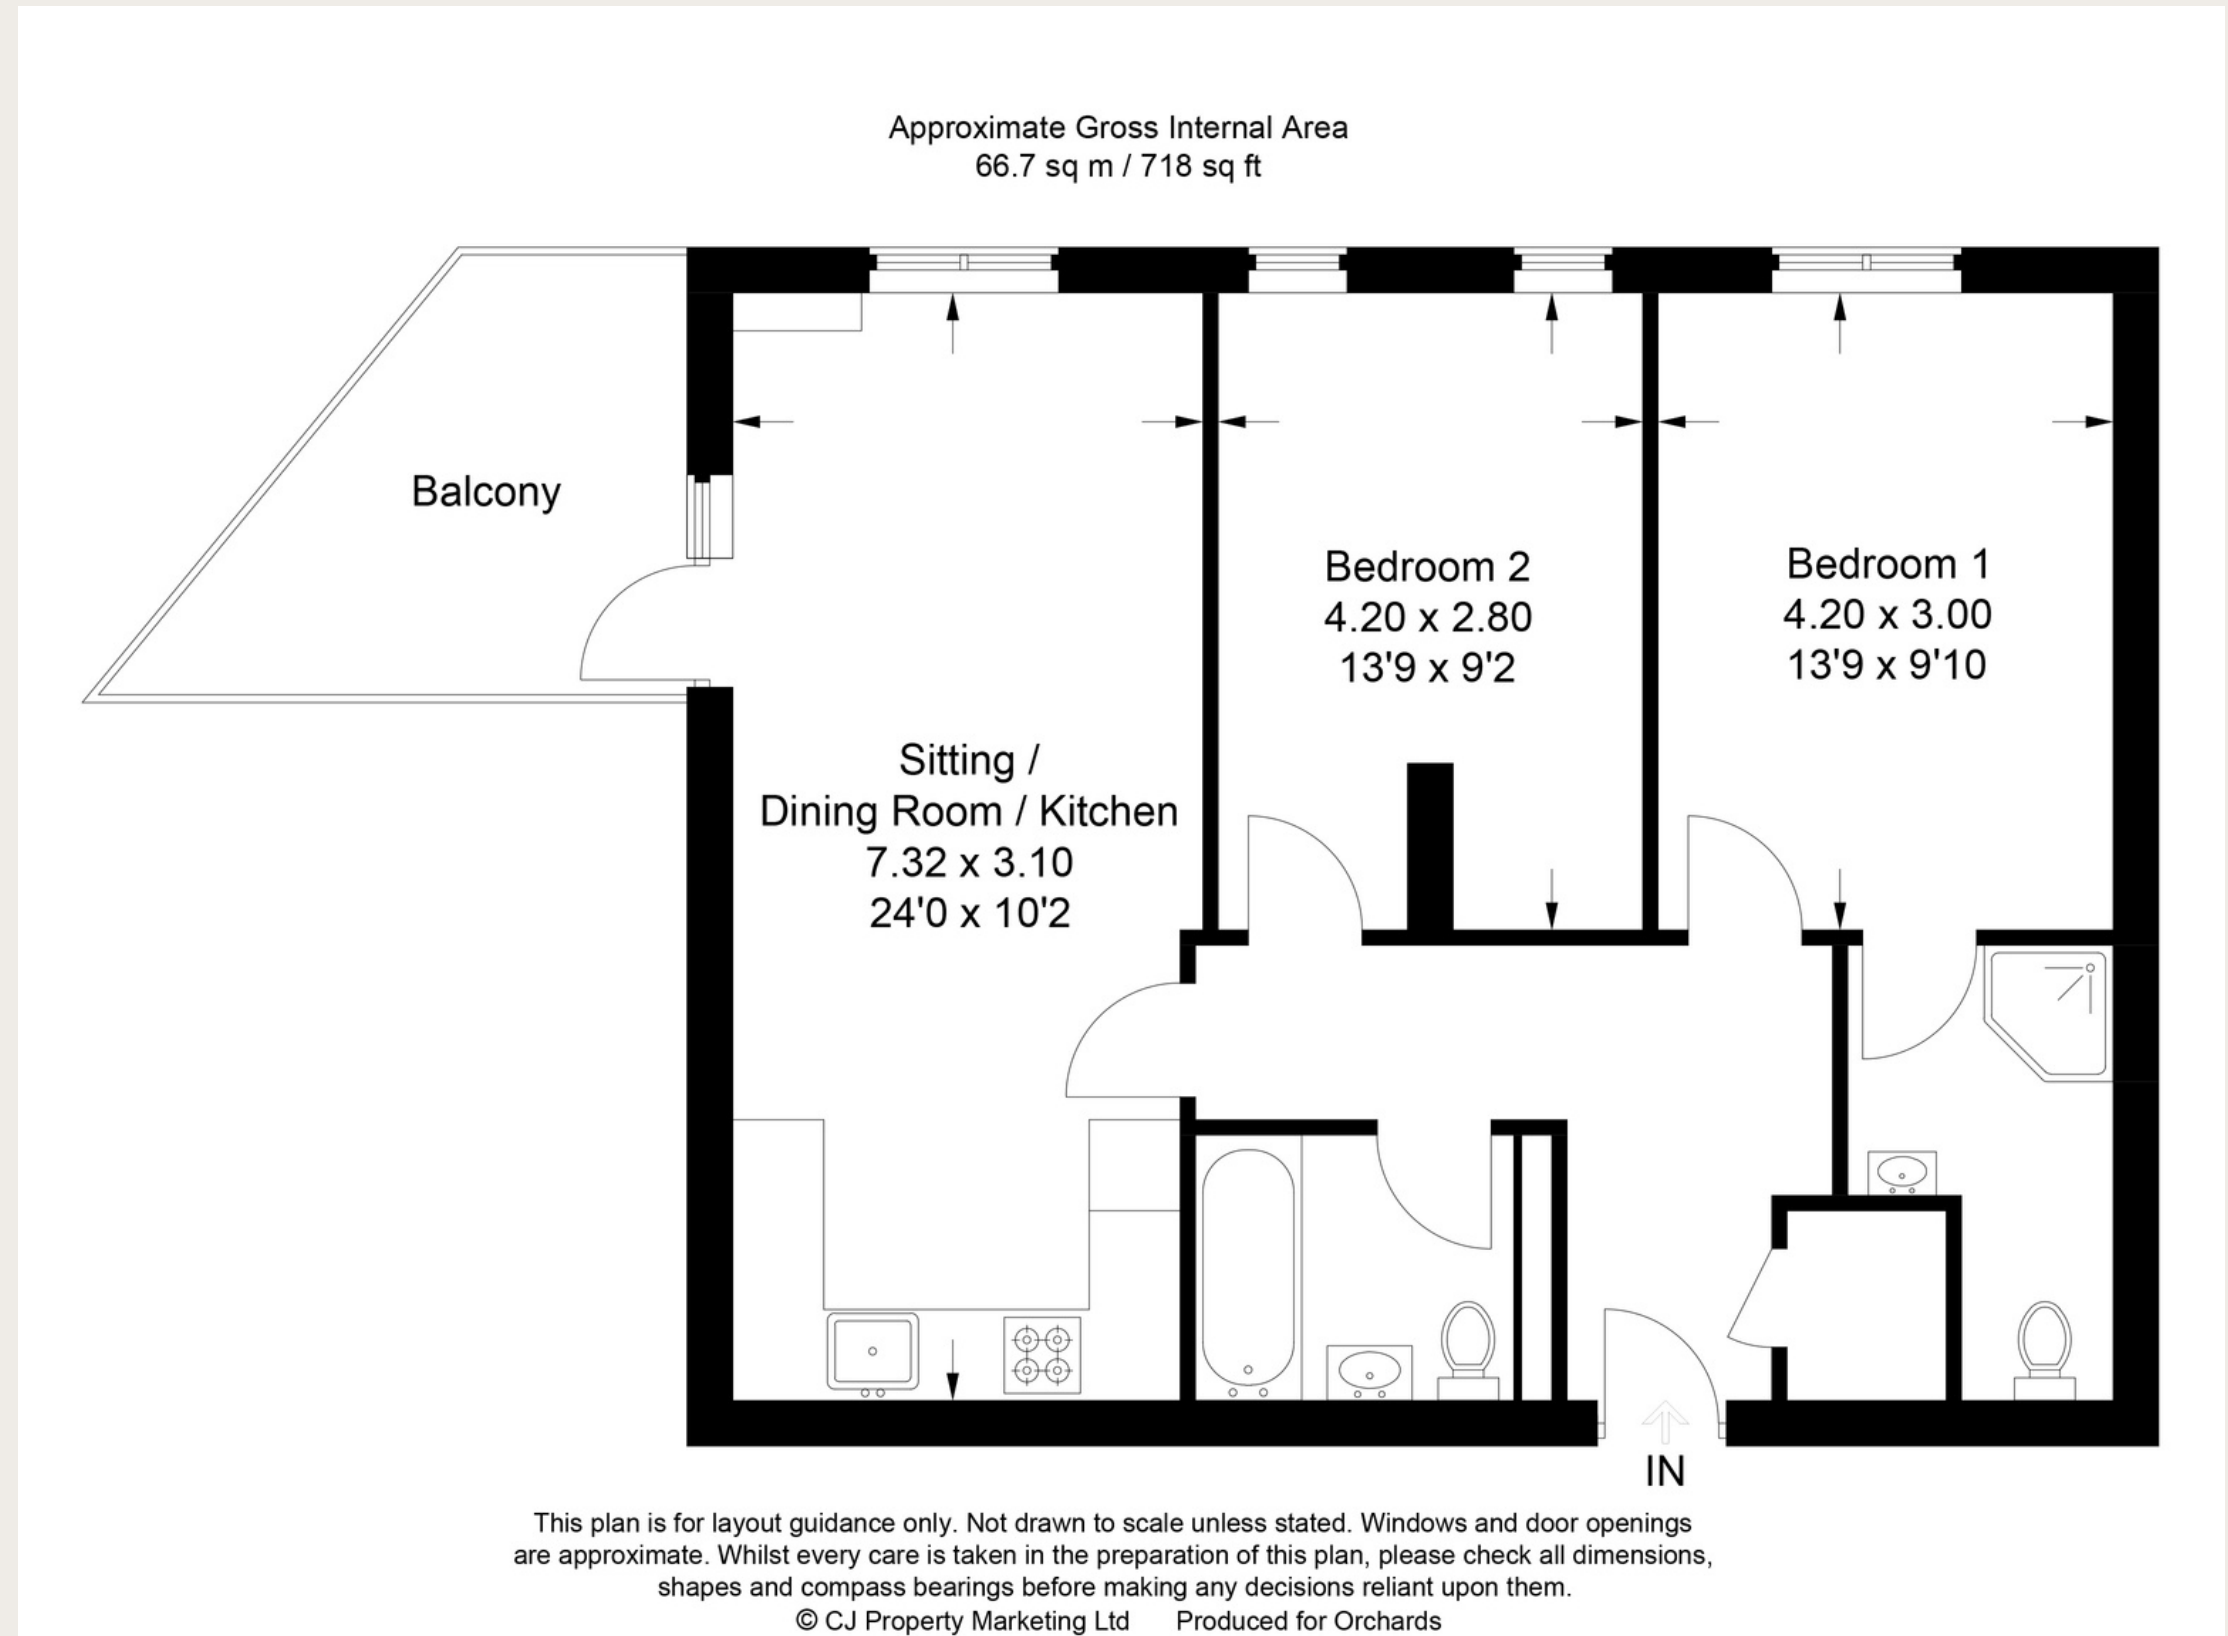 Approximate Gross Internal Area
66.7 sq m / 718 sq ft
Balcony
Bedroom 2
4.20 x 2.80
13'9 x 9'2
Bedroom 1
4.20 x 3.00
13'9 x 9'10
Sitting /
Dining Room / Kitchen
7.32 x 3.10
24'0 x 10'2
IN
This plan is for layout guidance only. Not drawn to scale unless stated. Windows and door openings
are approximate. Whilst every care is taken in the preparation of this plan, please check all dimensions,
shapes and compass bearings before making any decisions reliant upon them.
© CJ Property Marketing Ltd Produced for Orchards